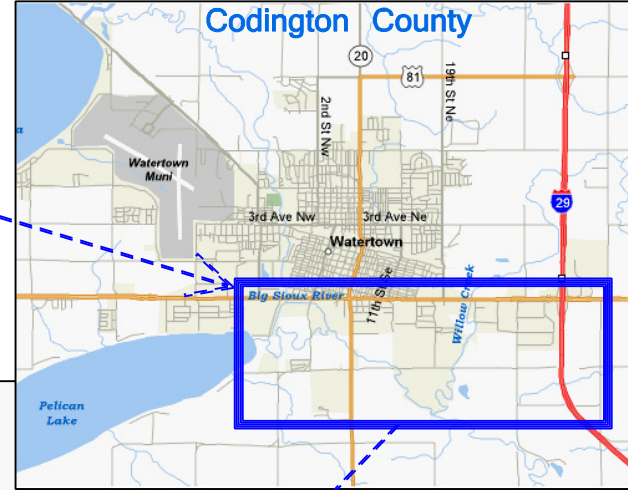 Codington County
20
81
19th St Ne
2nd St Nw
a
Watertown
Muni
29
3rd Ave Nw
3rd Ave Ne
Watertown
11th St Se
Big Sioux River
Willow Creek
Pelican
Lake